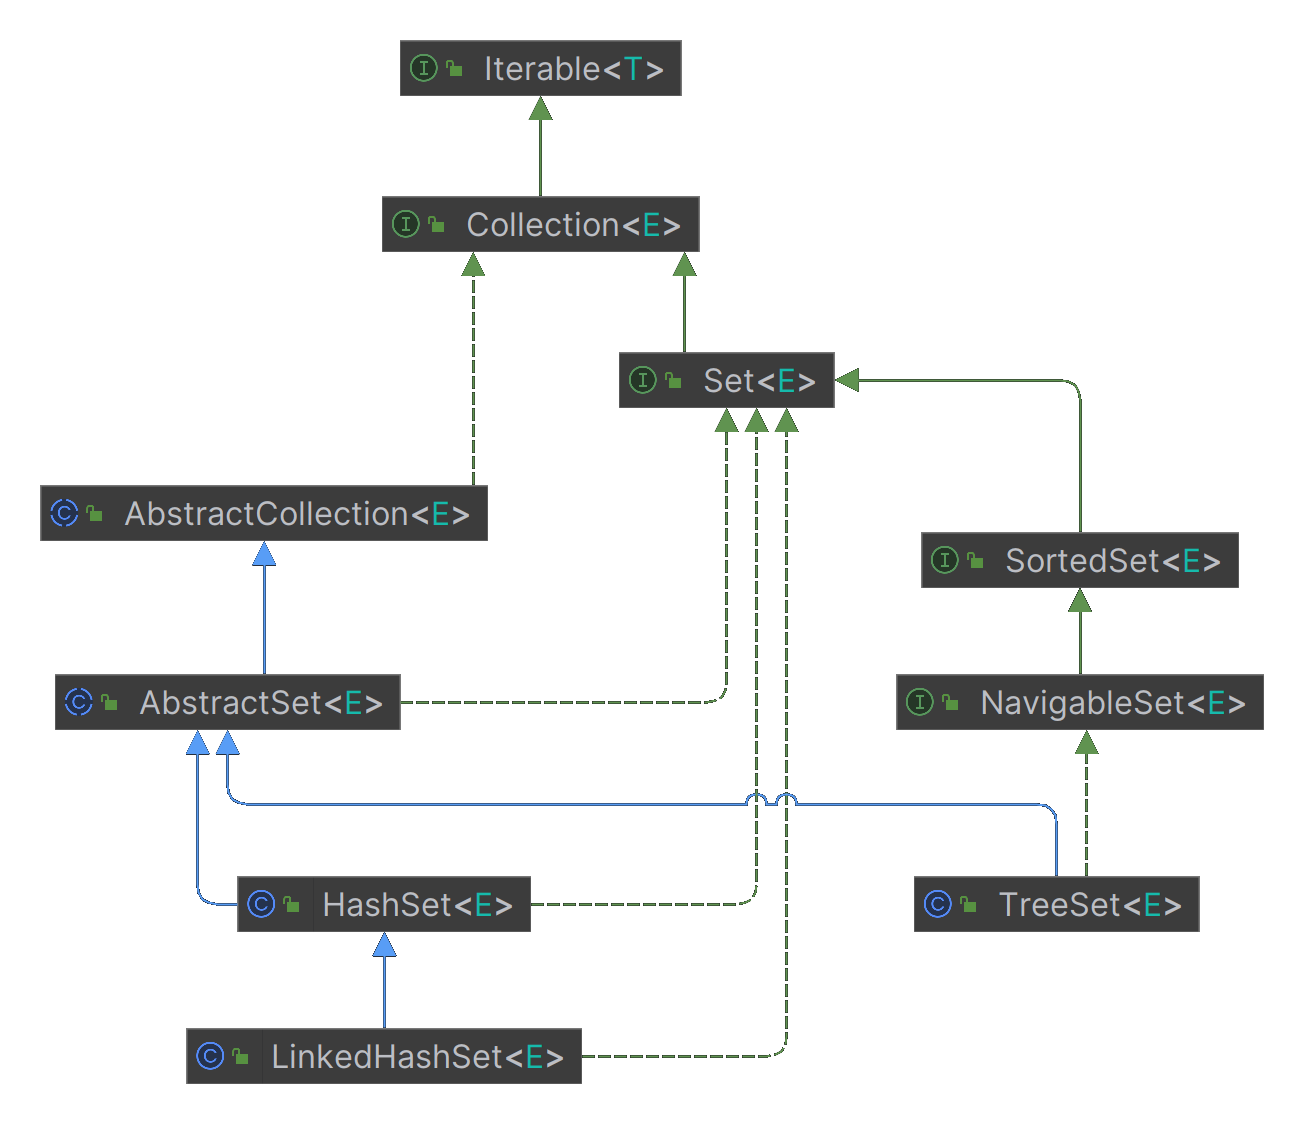 Iterable<T>
Collection<E>
Set<E>
AbstractCollection<E>
SortedSet<E>
AbstractSet<E>
NavigableSet<E>
HashSet<E>
TreeSet<E>
LinkedHashSet<E>